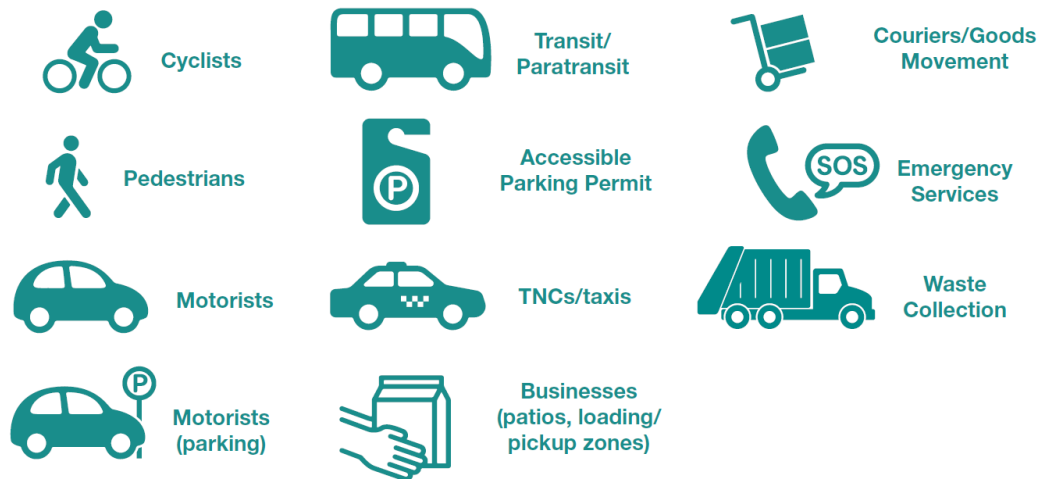 Cyclists
Transit/
Paratransit
Couriers/Goods
Movement
Pedestrians
P
Accessible
Parking Permit
SOS
Emergency
Services
Motorists
TNCs/taxis
Waste
Collection
P
Motorists
(parking)
Businesses
(patios, loading/
pickup zones)